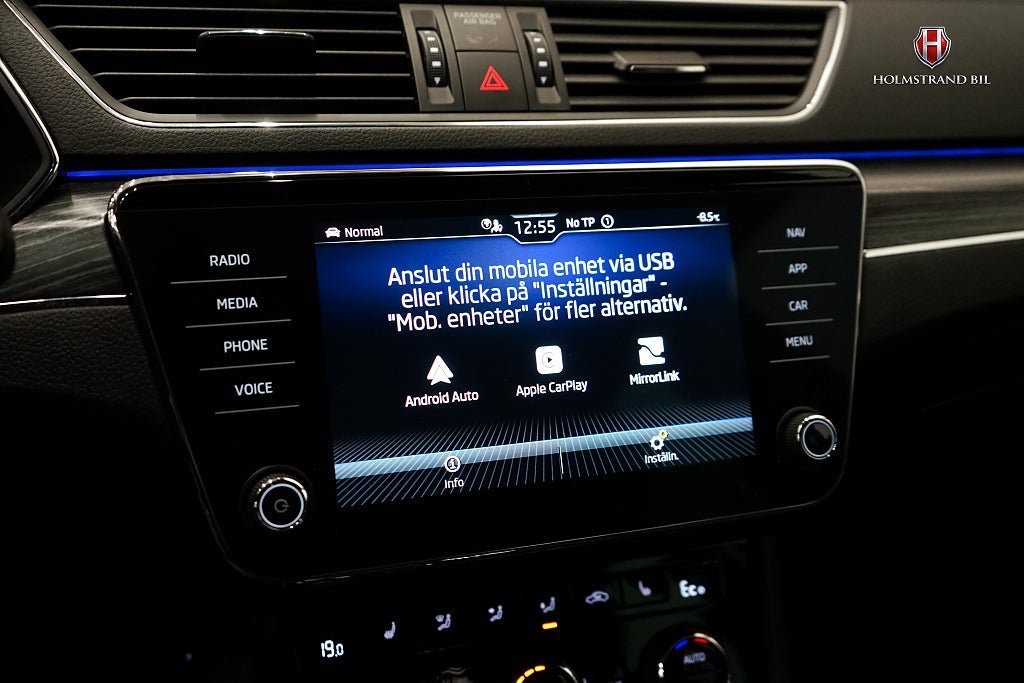 PASSENGER
AIR BAG
H
HOLMSTRAND BIL
Normal
12:55
No TP
1
-8.5°C
RADIO
MEDIA
PHONE
VOICE
Anslut din mobila enhet via USB
eller klicka på "Inställningar" -
"Mob. enheter" för fler alternativ.
Android Auto
Apple CarPlay
MirrorLink
Info
Inställn.
NAV
APP
CAR
MENU
19.0
AUTO